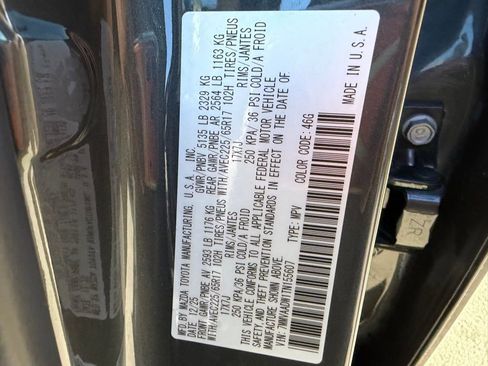 MFD. BY MAZDA TOYOTA MANUFACTURING, U.S.A., INC.
12/25 GVWR/PNBV 5135 LB 2329 KG
FRONT GAWR/PNBE AV 2593 LB 1176 KG REAR GAWR/PNBE AR 2564 LB 1163 KG
WITH/AVEC225/65R17 102H TIRES/PNEUS WITH/AVEC225/65R17 102H TIRES/PNEUS
17X7J RIMS/JANTES 17X7J RIMS/JANTES
250 KPA/36 PSI COLD/A FROID 250 KPA/36 PSI COLD/A FROID
THIS VEHICLE CONFORMS TO ALL APPLICABLE FEDERAL MOTOR VEHICLE
SAFETY AND THEFT PREVENTION STANDARDS IN EFFECT ON THE DATE
OF MANUFACTURE SHOWN ABOVE.
TYPE: MPV COLOR CODE: 46G
MADE IN U.S.A.
2R